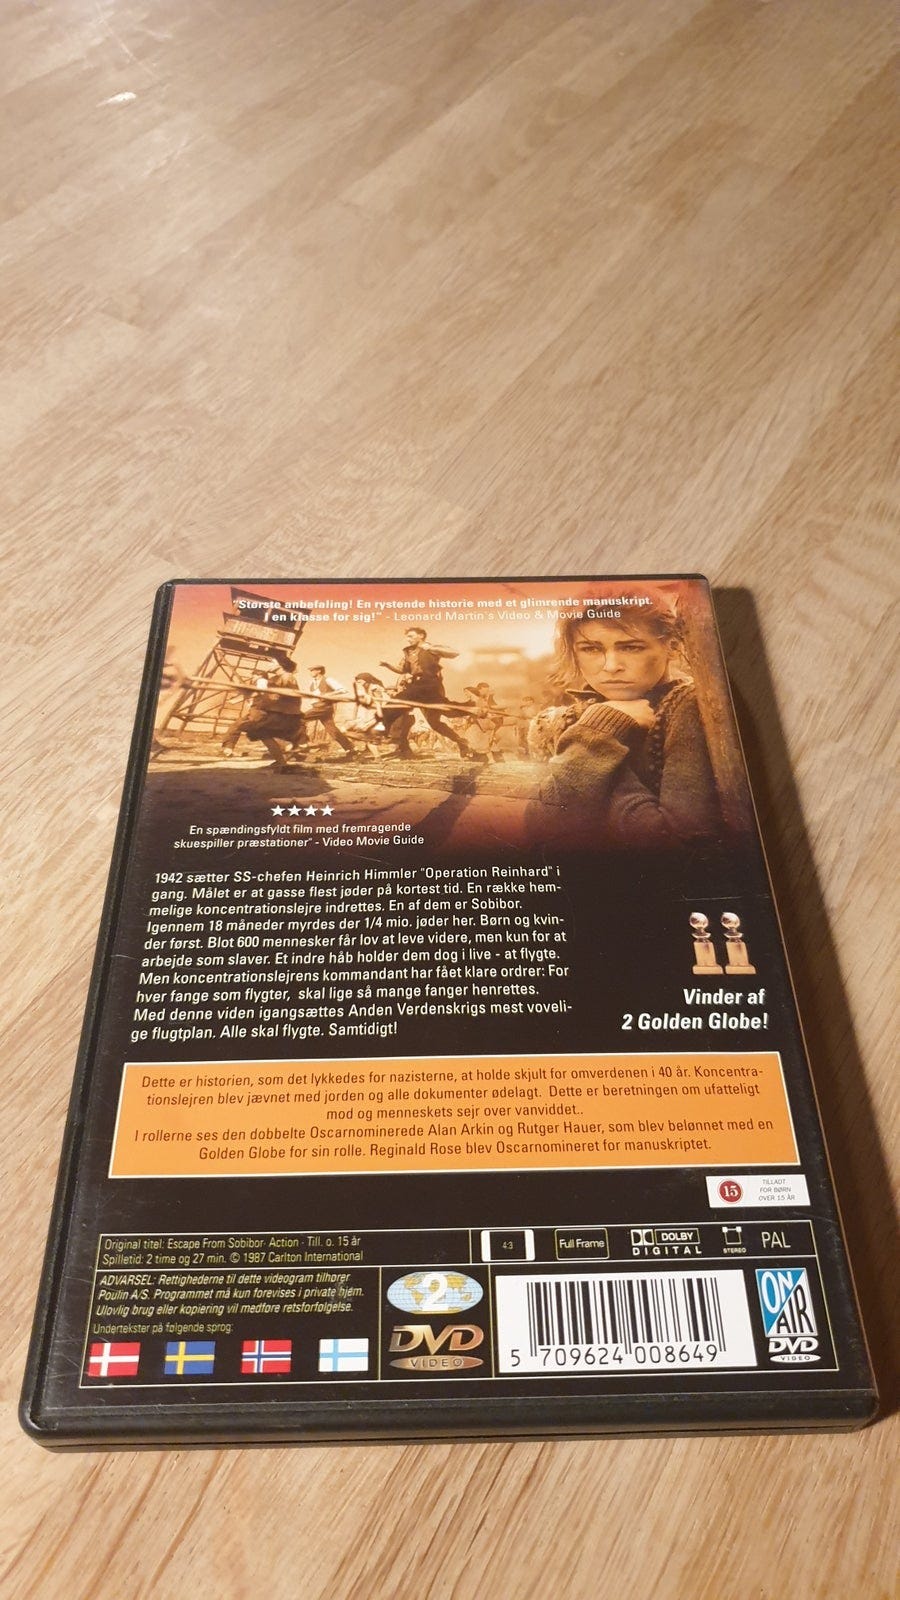 "Største anbefaling! En rystende historie med et glimrende manuskript.
I en klasse for sig!" - Leonard Martin's Video & Movie Guide
★★★★
En spændingsfyldt film med fremragende
skuespiller præstationer" - Video Movie Guide
1942 sætter SS-chefen Heinrich Himmler "Operation Reinhard" i
gang. Målet er at gasse flest jøder på kortest tid. En række hem-
melige koncentrationslejre indrettes. En af dem er Sobibor.
Igennem 18 måneder myrdes der 1/4 mio. jøder her. Børn og kvin-
der først. Blot 600 mennesker får lov at leve videre, men kun for at
arbejde som slaver. Et indre håb holder dem dog i live - at flygte.
Men koncentrationslejrens kommandant har fået klare ordrer: For
hver fange som flygter, skal lige så mange fanger henrettes.
Med denne viden igangsættes Anden Verdenskrigs mest voveli-
ge flugtplan. Alle skal flygte. Samtidigt!
Vinder af
2 Golden Globe!
Dette er historien, som det lykkedes for nazisterne, at holde skjult for omverdenen i 40 år. Koncentra-
tionslejren blev jævnet med jorden og alle dokumenter ødelagt. Dette er beretningen om ufatteligt
mod og menneskets sejr over vanviddet..
I rollerne ses den dobbelte Oscarnominerede Alan Arkin og Rutger Hauer, som blev belønnet med en
Golden Globe for sin rolle. Reginald Rose blev Oscarnomineret for manuskriptet.
15
TILLADT
FOR BØRN
OVER 15 ÅR
Original titel: Escape From Sobibor· Action · Till. o. 15 år
Spilletid: 2 time og 27 min. © 1987 Carlton International
4:3
Full Frame
DOLBY
DIGITAL
STEREO
PAL
ADVARSEL: Rettighederne til dette videogram tilhører
Poulin A/S. Programmet må kun forevises i private hjem.
Ulovlig brug eller kopiering vil medføre retsforfølgelse.
Undertekster på følgende sprog:
2
DVD
VIDEO
5 709624 008649
ON
AIR
DVD
VIDEO